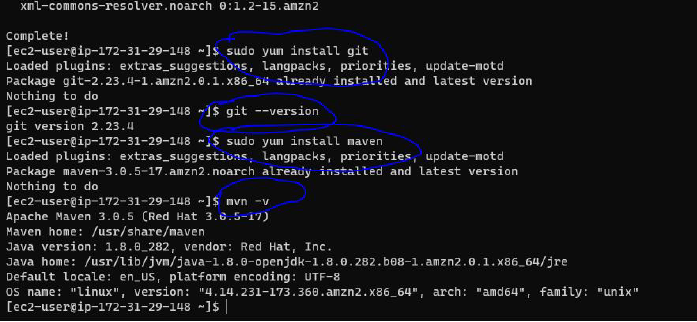 xml-commons-resolver.noarch 0:1.2-15.amzn2
Complete!
[ec2-user@ip-172-31-29-148 ~]$ sudo yum install git
Loaded plugins: extras_suggestions, langpacks, priorities, update-motd
Package git-2.23.4-1.amzn2.0.1.x86_64 already installed and latest version
Nothing to do
[ec2-user@ip-172-31-29-148 ~]$ git --version
git version 2.23.4
[ec2-user@ip-172-31-29-148 ~]$ sudo yum install maven
Loaded plugins: extras_suggestions, langpacks, priorities, update-motd
Package maven-3.0.5-17.amzn2.noarch already installed and latest version
Nothing to do
[ec2-user@ip-172-31-29-148 ~]$ mvn -v
Apache Maven 3.0.5 (Red Hat 3.0.5-17)
Maven home: /usr/share/maven
Java version: 1.8.0_282, vendor: Red Hat, Inc.
Java home: /usr/lib/jvm/java-1.8.0-openjdk-1.8.0.282.b08-1.amzn2.0.1.x86_64/jre
Default locale: en_US, platform encoding: UTF-8
OS name: "linux", version: "4.14.231-173.360.amzn2.x86_64", arch: "amd64", family: "unix"
[ec2-user@ip-172-31-29-148 ~]$